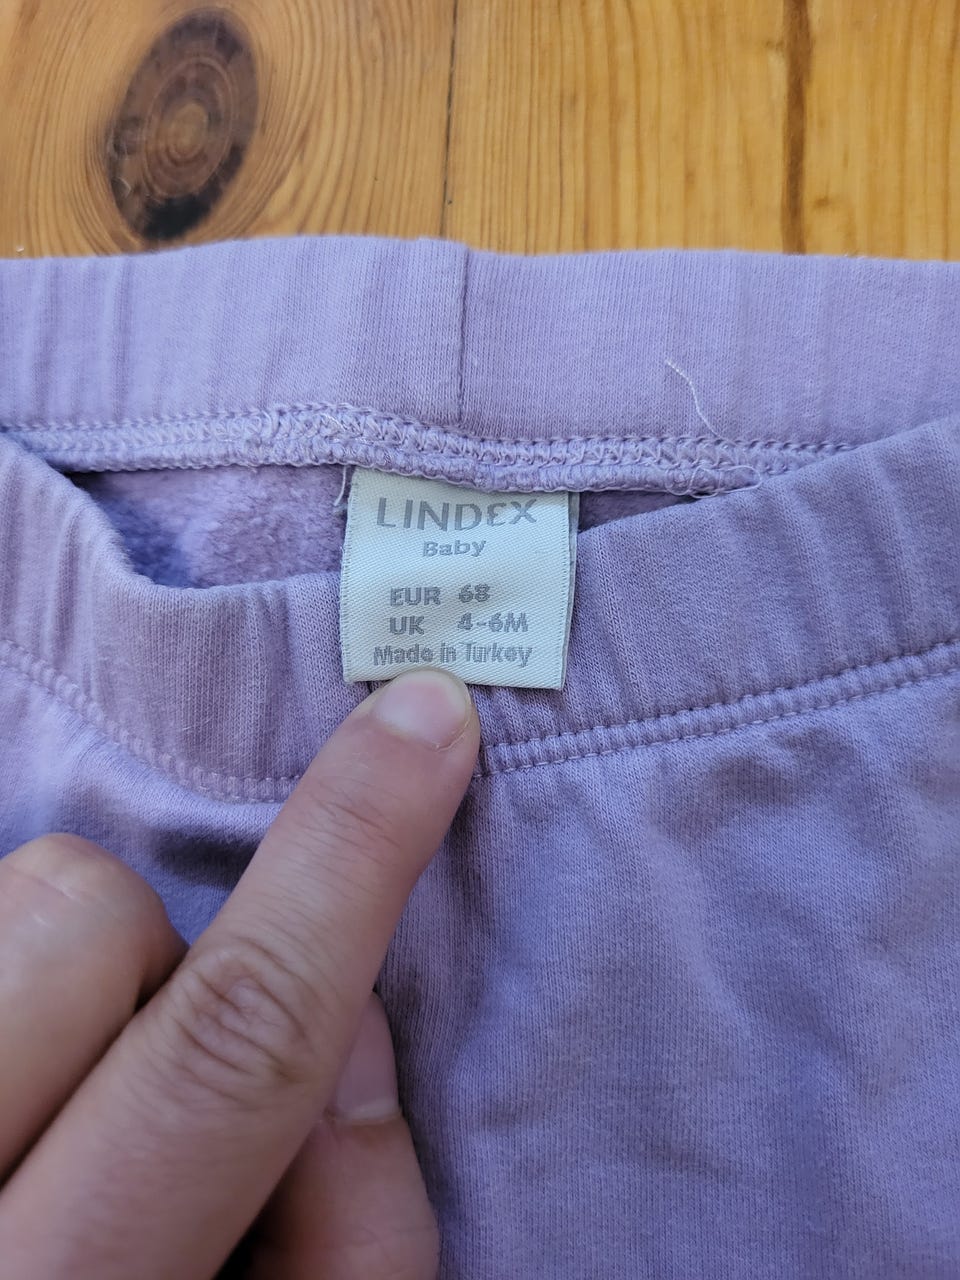 LINDEX
Baby
EUR 68
UK 4-6M
Made in Turkey